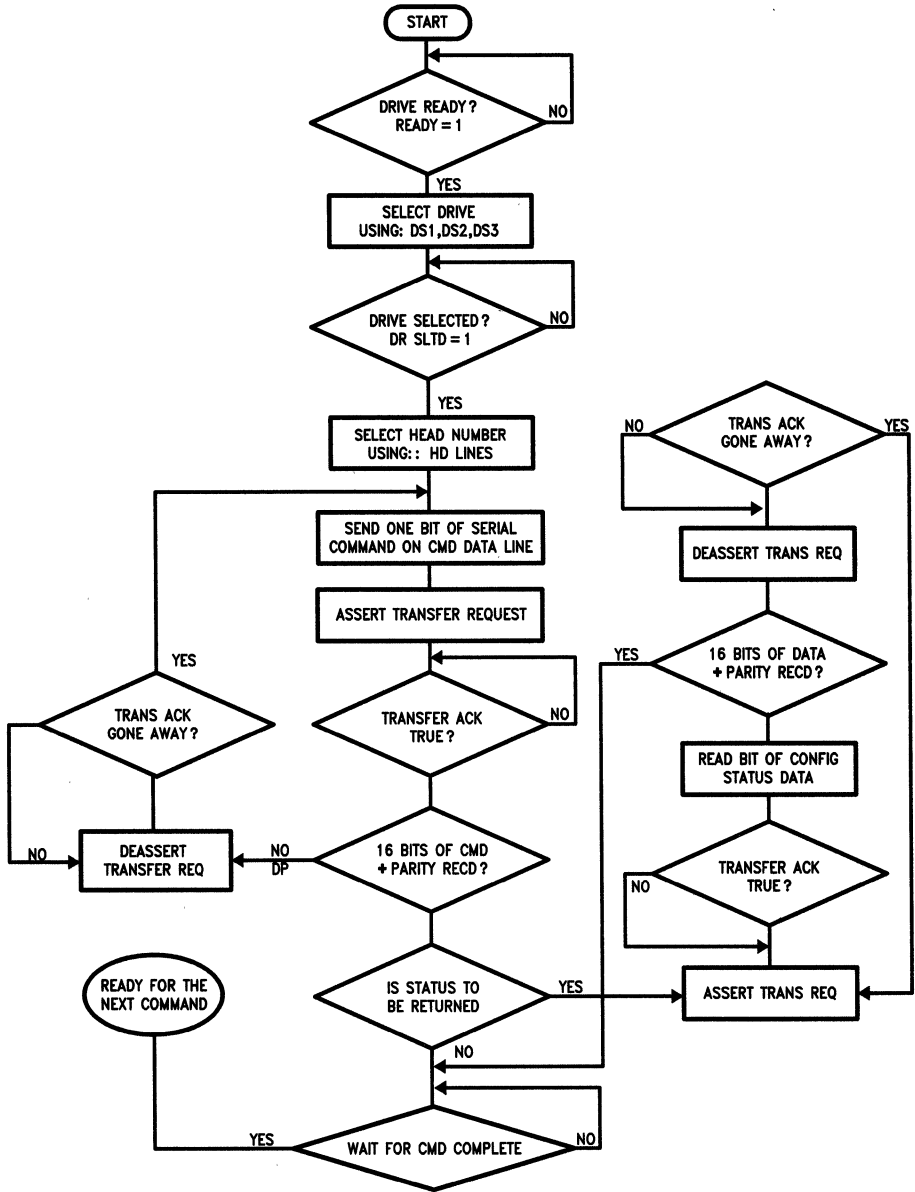 START
DRIVE READY?
READY = 1
NO
YES
SELECT DRIVE
USING: DS1,DS2,DS3
DRIVE SELECTED?
DR SLTD = 1
NO
YES
SELECT HEAD NUMBER
USING:: HD LINES
SEND ONE BIT OF SERIAL
COMMAND ON CMD DATA LINE
ASSERT TRANSFER REQUEST
TRANSFER ACK
TRUE?
NO
16 BITS OF CMD
+ PARITY RECD?
NO
DP
DEASSERT
TRANSFER REQ
TRANS ACK
GONE AWAY?
YES
NO
IS STATUS TO
BE RETURNED
YES
NO
WAIT FOR CMD COMPLETE
NO
YES
READY FOR THE
NEXT COMMAND
TRANS ACK
GONE AWAY?
NO
YES
DEASSERT TRANS REQ
16 BITS OF DATA
+ PARITY RECD?
YES
READ BIT OF CONFIG
STATUS DATA
TRANSFER ACK
TRUE?
NO
ASSERT TRANS REQ